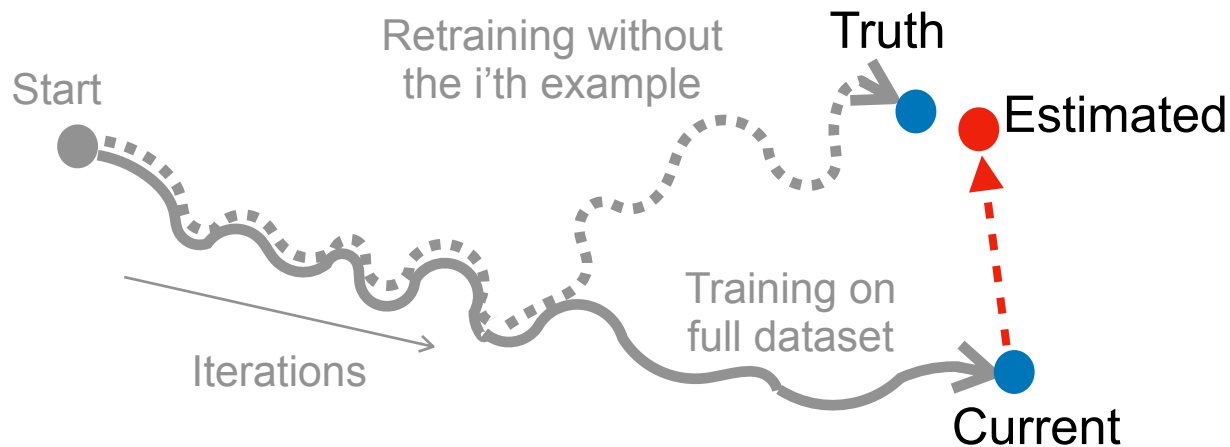 Start
Retraining without
the i'th example
Truth
Estimated
Iterations
Training on
full dataset
Current